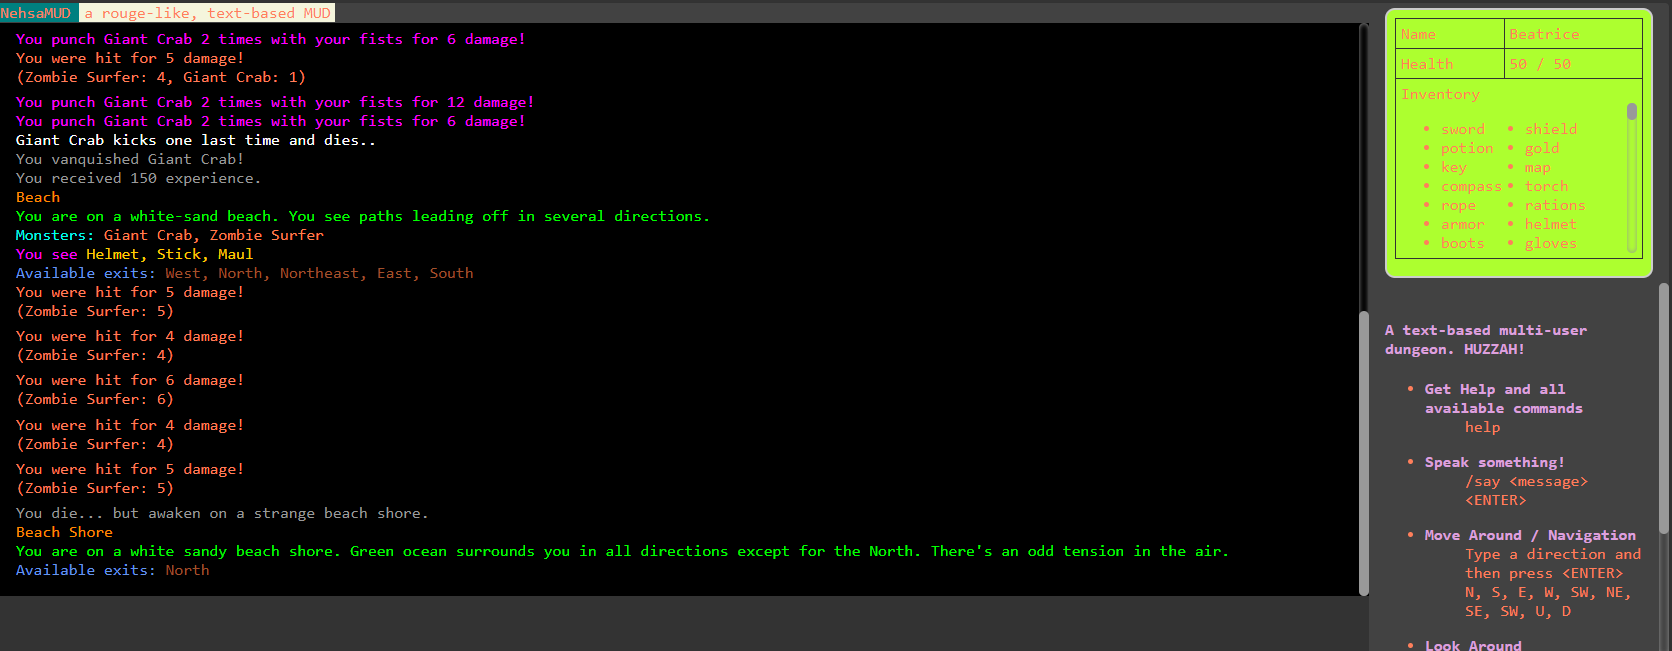 NehsaMUD a rouge-like, text-based MUD
You punch Giant Crab 2 times with your fists for 6 damage!
You were hit for 5 damage!
(Zombie Surfer: 4, Giant Crab: 1)
You punch Giant Crab 2 times with your fists for 12 damage!
You punch Giant Crab 2 times with your fists for 6 damage!
Giant Crab kicks one last time and dies..
You vanquished Giant Crab!
You received 150 experience.
Beach
You are on a white-sand beach. You see paths leading off in several directions.
Monsters: Giant Crab, Zombie Surfer
You see Helmet, Stick, Maul
Available exits: West, North, Northeast, East, South
You were hit for 5 damage!
(Zombie Surfer: 5)
You were hit for 4 damage!
(Zombie Surfer: 4)
You were hit for 6 damage!
(Zombie Surfer: 6)
You were hit for 4 damage!
(Zombie Surfer: 4)
You were hit for 5 damage!
(Zombie Surfer: 5)
You die... but awaken on a strange beach shore.
Beach Shore
You are on a white sandy beach shore. Green ocean surrounds you in all directions except for the North. There's an odd tension in the air.
Available exits: North
Name Beatrice
Health 50 / 50
Inventory
• sword • shield
• potion • gold
• key • map
• compass • torch
• rope • rations
• armor • helmet
• boots • gloves
A text-based multi-user
dungeon. HUZZAH!
• Get Help and all
available commands
help
• Speak something!
/say <message>
<ENTER>
• Move Around / Navigation
Type a direction and
then press <ENTER>
N, S, E, W, SW, NE,
SE, SW, U, D
• Look Around